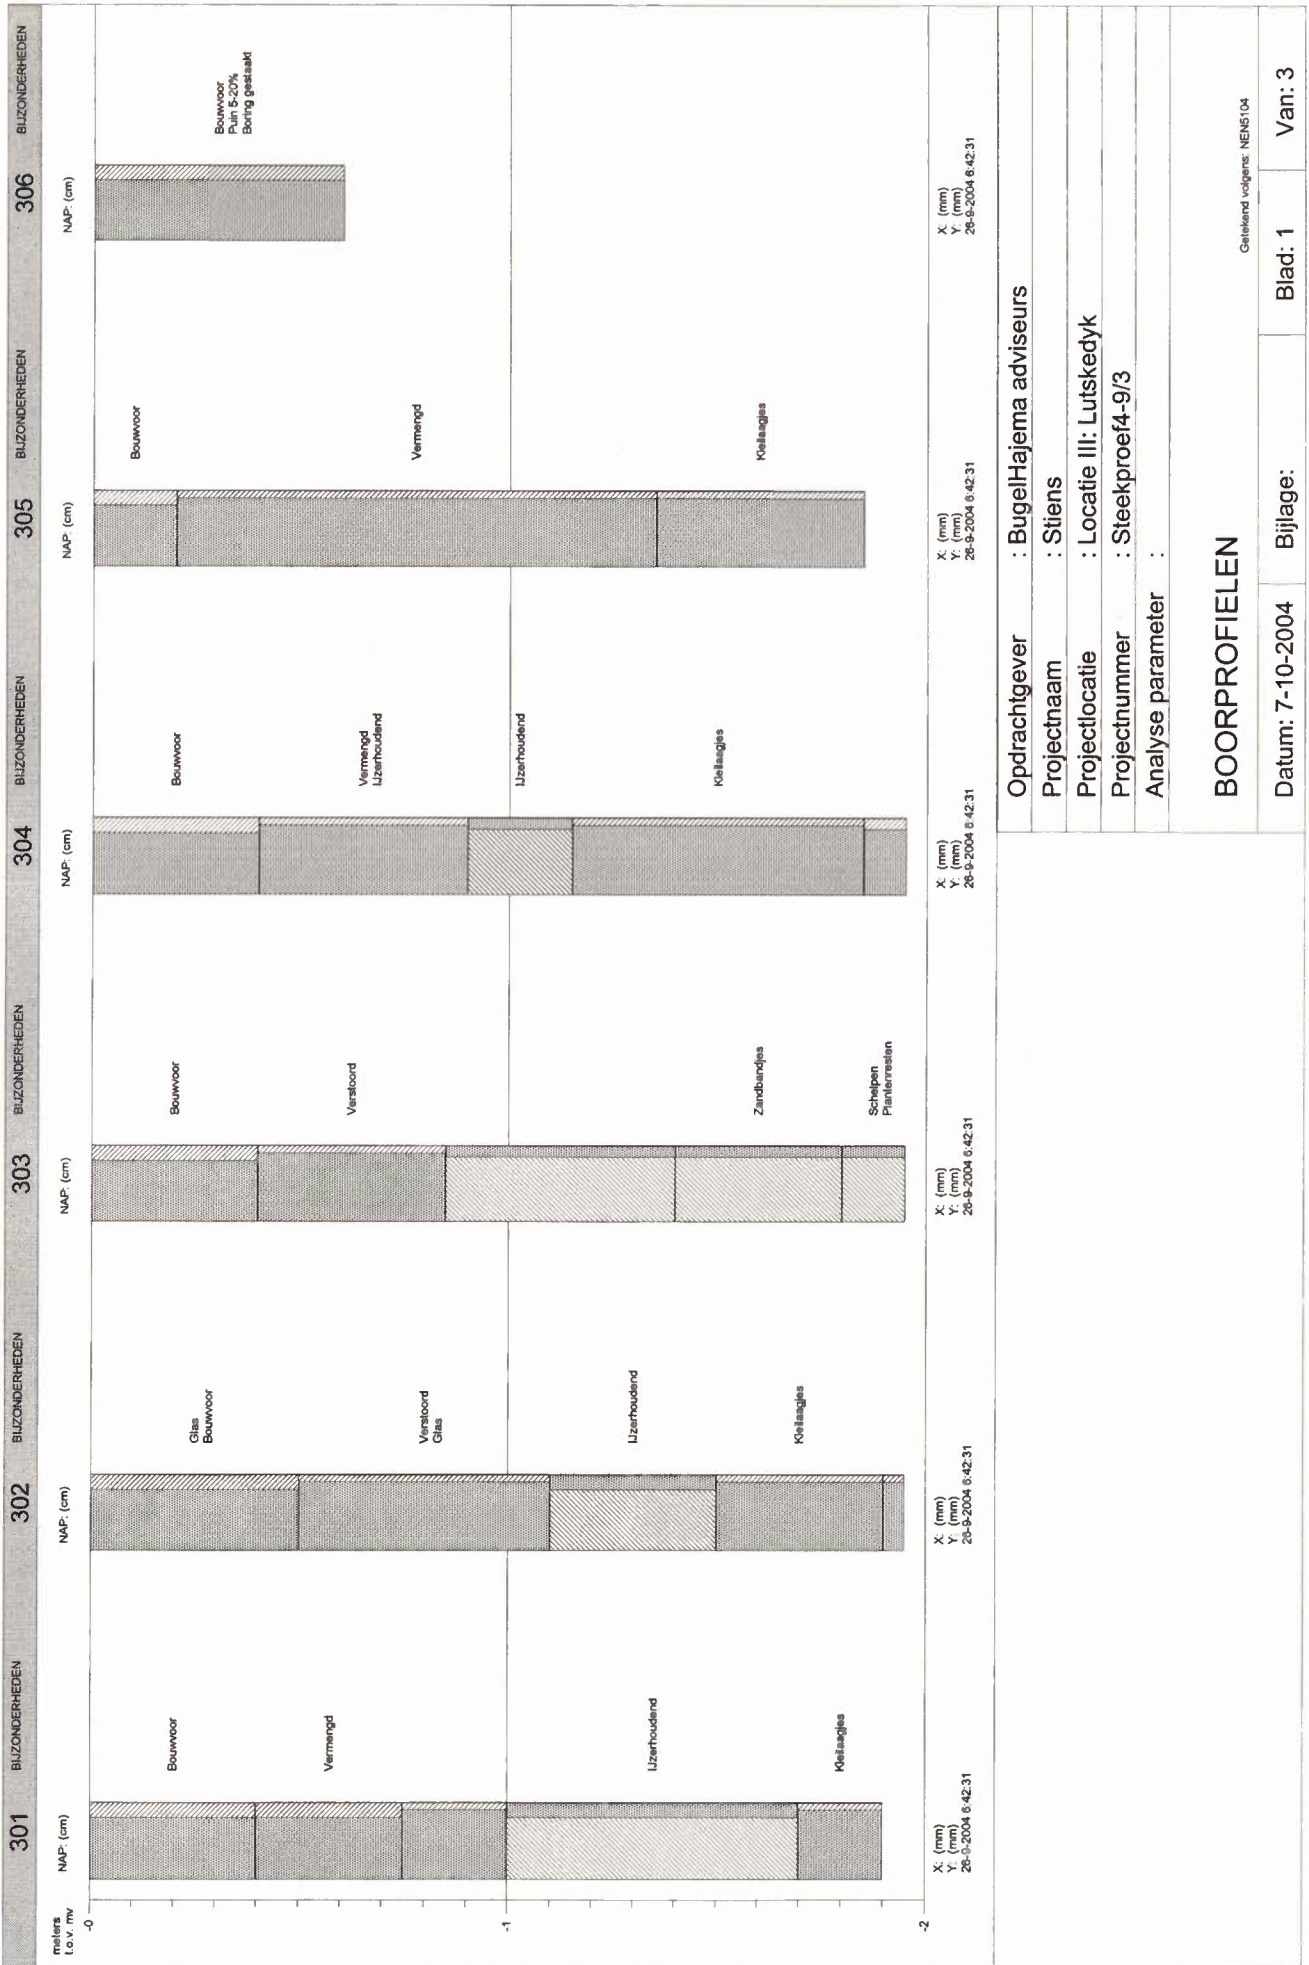 301 BIJZONDERHEDEN 302 BIJZONDERHEDEN 303 BIJZONDERHEDEN 304 BIJZONDERHEDEN 305 BIJZONDERHEDEN 306 BIJZONDERHEDEN
meters
t.o.v. mv
-0
-1
-2
NAP: (cm)
Bouwvoor
Vermengd
IJzerhoudend
Kleilaagjes
X: (mm)
Y: (mm)
26-9-2004 6:42:31
NAP: (cm)
Glas
Bouwvoor
Verstoord
Glas
IJzerhoudend
Kleilaagjes
X: (mm)
Y: (mm)
26-9-2004 6:42:31
NAP: (cm)
Bouwvoor
Verstoord
Zandbandjes
Schelpen
Plantenresten
X: (mm)
Y: (mm)
26-9-2004 6:42:31
NAP: (cm)
Bouwvoor
Vermengd
IJzerhoudend
IJzerhoudend
Kleilaagjes
X: (mm)
Y: (mm)
26-9-2004 6:42:31
NAP: (cm)
Bouwvoor
Vermengd
Kleilaagjes
X: (mm)
Y: (mm)
26-9-2004 6:42:31
NAP: (cm)
Bouwvoor
Puin 5-20%
Boring gestaakt
X: (mm)
Y: (mm)
26-9-2004 6:42:31
Opdrachtgever : BugelHajema adviseurs
Projectnaam : Stiens
Projectlocatie : Locatie III: Lutskedyk
Projectnummer : Steekproef4-9/3
Analyse parameter :
BOORPROFIELEN
Getekend volgens: NEN5104
Datum: 7-10-2004 Bijlage: Blad: 1 Van: 3